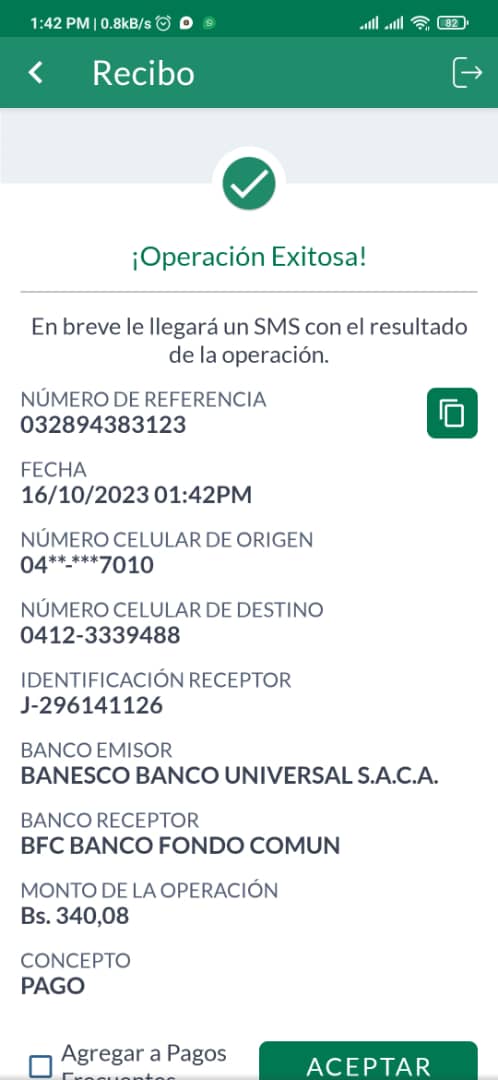 1:42 PM | 0.8kB/s
82
Recibo
¡Operación Exitosa!
En breve le llegará un SMS con el resultado
de la operación.
NÚMERO DE REFERENCIA
032894383123
FECHA
16/10/2023 01:42PM
NÚMERO CELULAR DE ORIGEN
04**-***7010
NÚMERO CELULAR DE DESTINO
0412-3339488
IDENTIFICACIÓN RECEPTOR
J-296141126
BANCO EMISOR
BANESCO BANCO UNIVERSAL S.A.C.A.
BANCO RECEPTOR
BFC BANCO FONDO COMUN
MONTO DE LA OPERACIÓN
Bs. 340,08
CONCEPTO
PAGO
Agregar a Pagos
Frecuentes
ACEPTAR